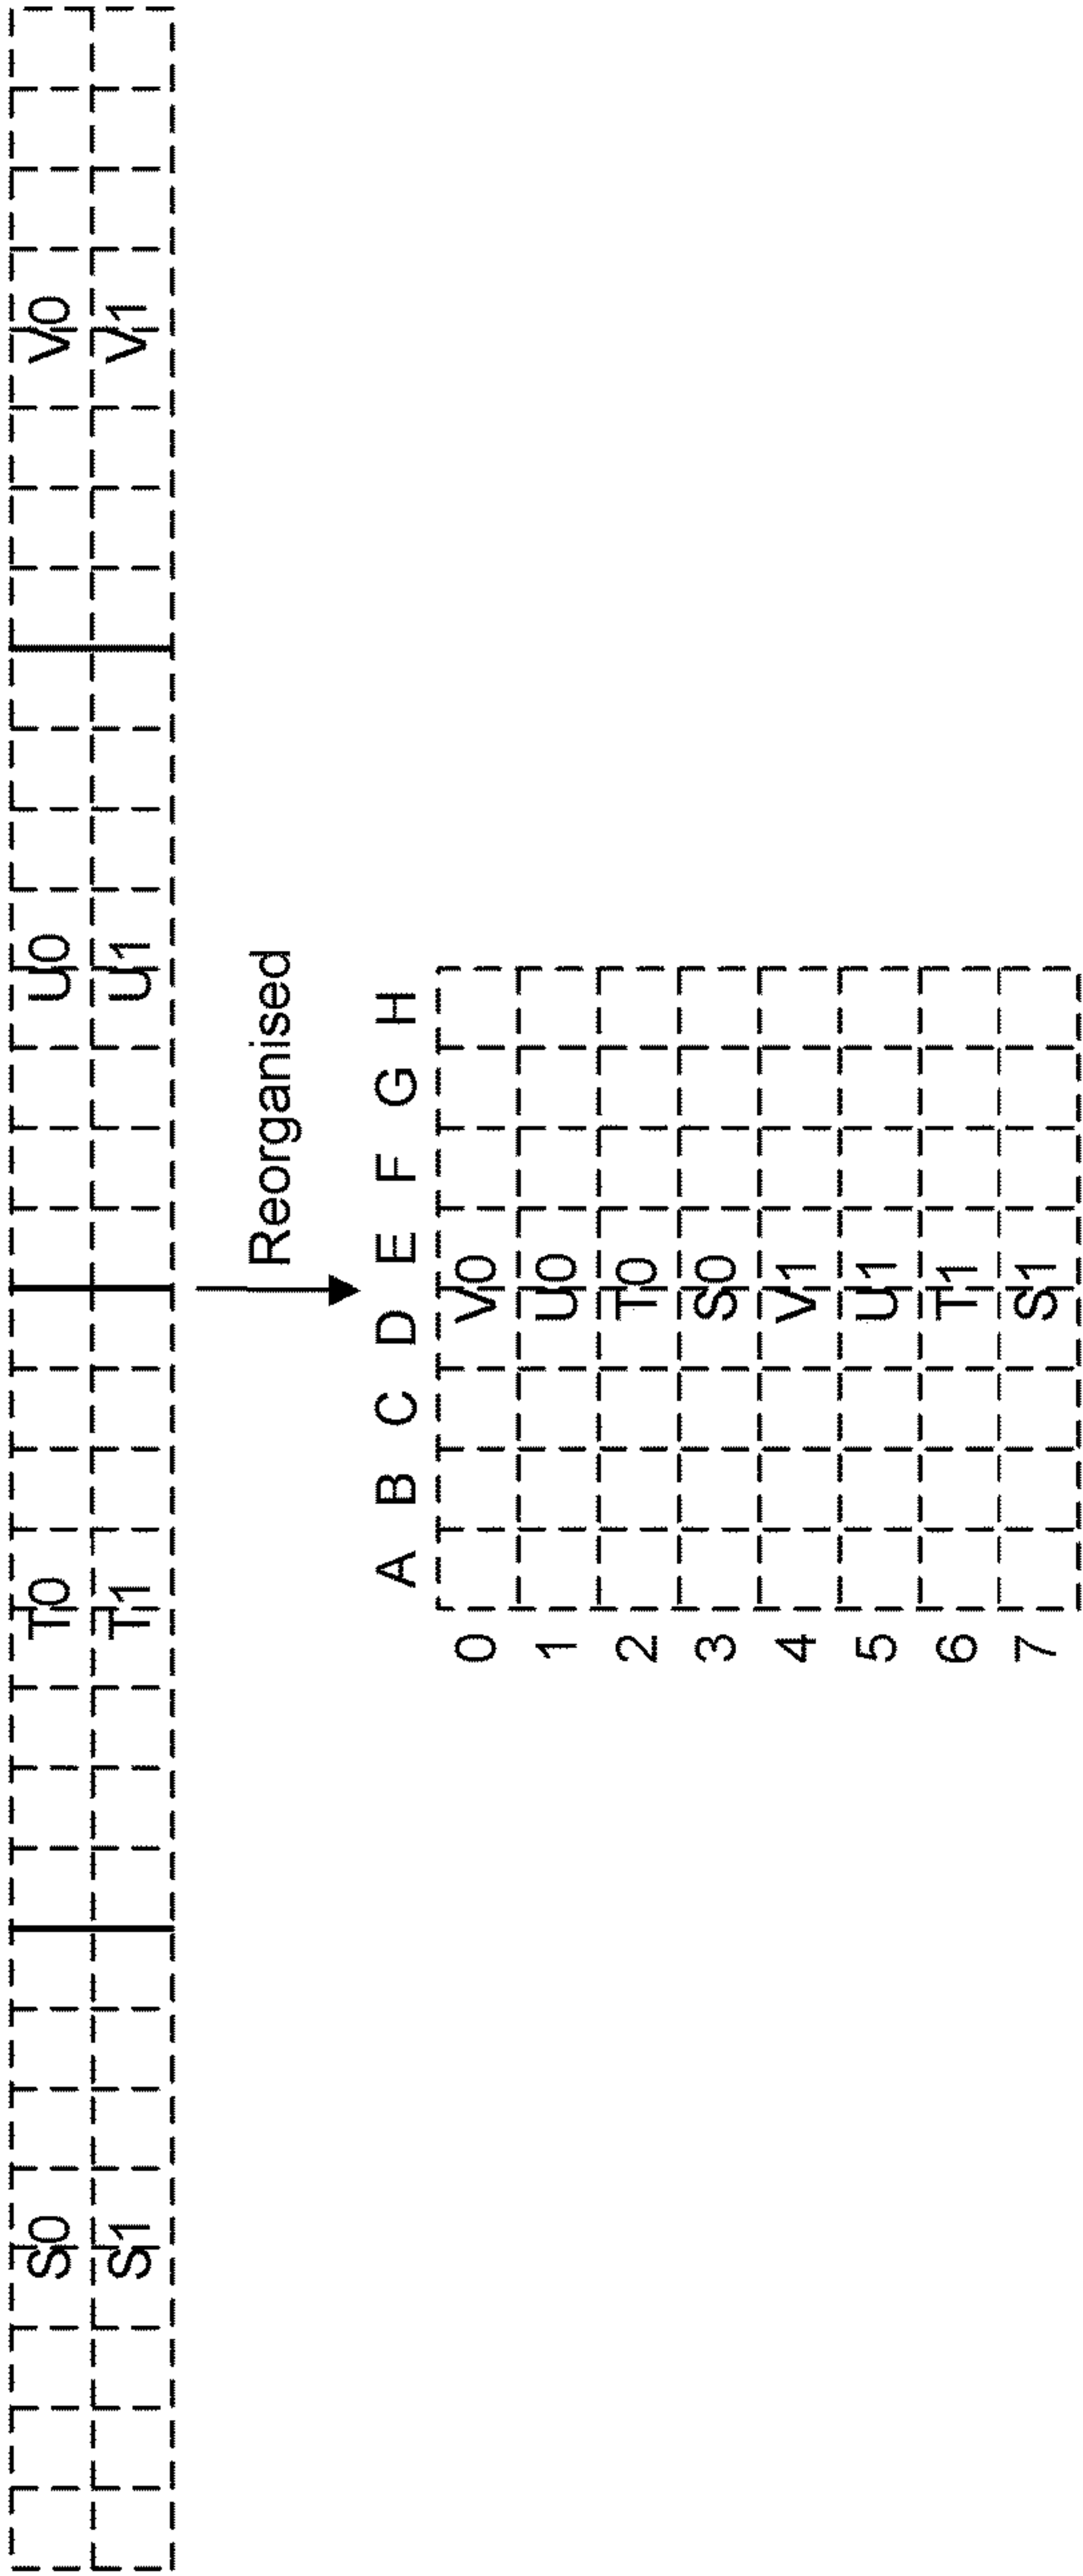 S0 T0 U0 V0
S1 T1 U1 V1
Reorganised
A B C D E F G H
0 V0
1 U0
2 T0
3 S0
4 V1
5 U1
6 T1
7 S1